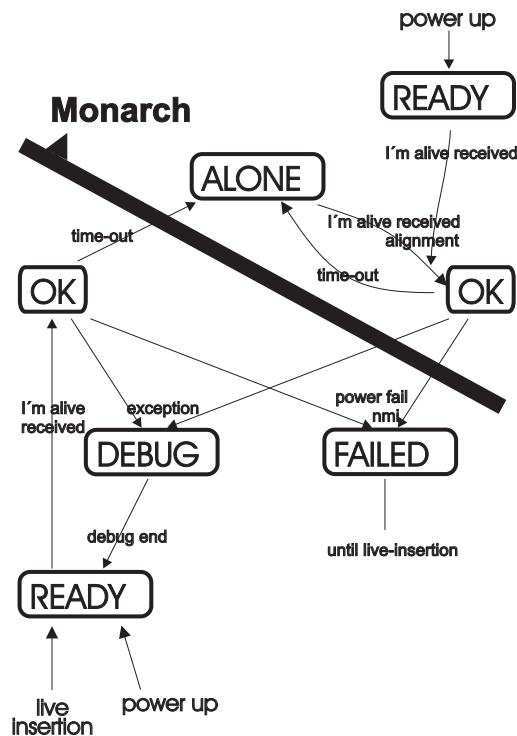 power up
READY
Monarch
I´m alive received
ALONE
I´m alive received
alignment
time-out
time-out
OK
OK
I´m alive
received
exception
power fail
nmi
DEBUG
FAILED
debug end
until live-insertion
READY
live
insertion
power up